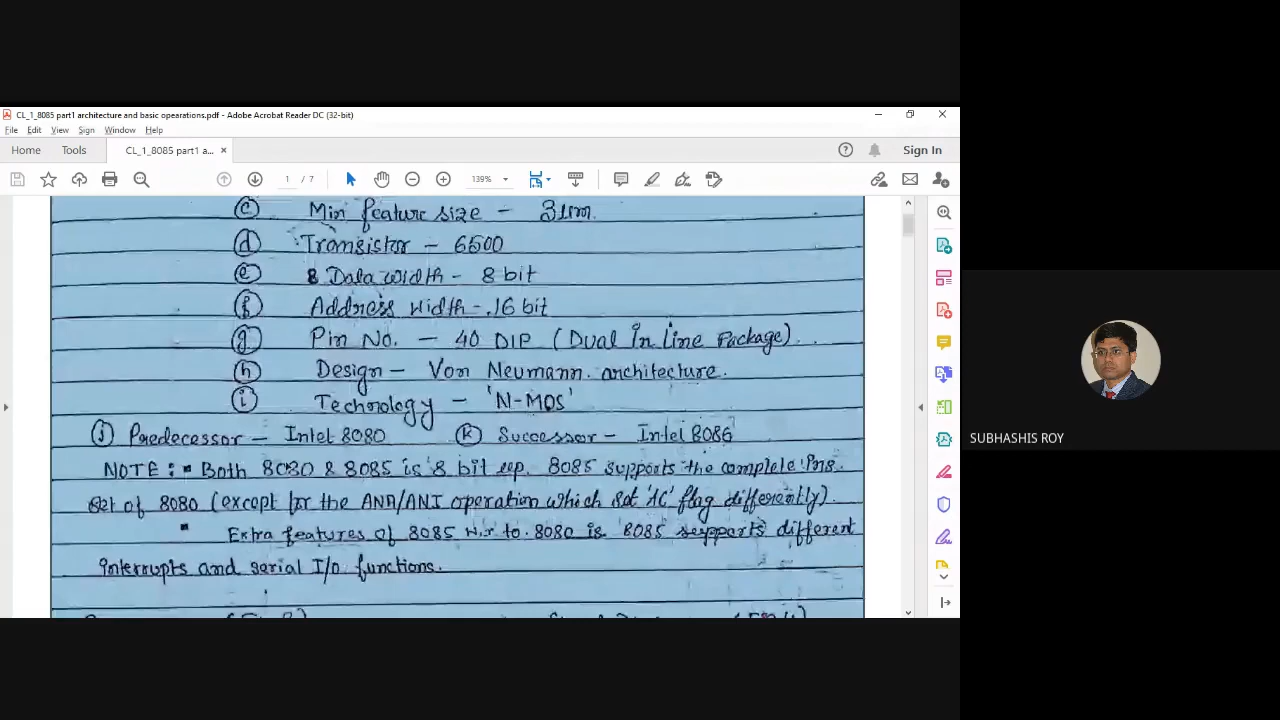 CL_1_8085 part1 architecture and basic opearations.pdf - Adobe Acrobat Reader DC (32-bit)
File Edit View Sign Window Help
Home Tools CL_1_8085 part1 a... × Sign In
1 / 7 139%
(c) Min feature size - 3um.
(d) Transistor - 6500
(e) 8 Data width - 8 bit
(f) Address width - 16 bit
(g) Pin No. - 40 DIP (Dual In Line Package).
(h) Design - Von Neumann architecture.
(i) Technology - 'N-MOS'
(j) Predecessor - Intel 8080 (k) Successor - Intel 8086
NOTE: Both 8080 & 8085 is 8 bit up. 8085 supports the complete Ins.
set of 8080 (except for the ANA/ANI operation which set 'AC' flag differently).
Extra features of 8085 w.r.to. 8080 is 8085 supports different
interrupts and serial I/O functions.
SUBHASHIS ROY